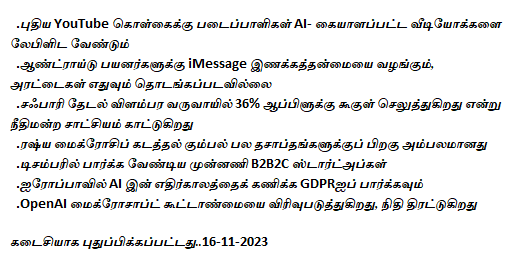 .புதிய YouTube கொள்கைக்கு படைப்பாளிகள் AI- கையாளப்பட்ட வீடியோக்களை
லேபிளிட வேண்டும்
.ஆண்ட்ராய்டு பயனர்களுக்கு iMessage இணக்கத்தன்மையை வழங்கும்,
அரட்டைகள் எதுவும் தொடங்கப்படவில்லை
.சஃபாரி தேடல் விளம்பர வருவாயில் 36% ஆப்பிளுக்கு கூகுள் செலுத்துகிறது என்று
நீதிமன்ற சாட்சியம் காட்டுகிறது
.ரஷ்ய மைக்ரோசிப் கடத்தல் கும்பல் பல தசாப்தங்களுக்குப் பிறகு அம்பலமானது
.டிசம்பரில் பார்க்க வேண்டிய முன்னணி B2B2C ஸ்டார்ட்அப்கள்
.ஐரோப்பாவில் AI இன் எதிர்காலத்தைக் கணிக்க GDPRஐப் பார்க்கவும்
.OpenAI மைக்ரோசாப்ட் கூட்டாண்மையை விரிவுபடுத்துகிறது, நிதி திரட்டுகிறது
கடைசியாக புதுப்பிக்கப்பட்டது..16-11-2023